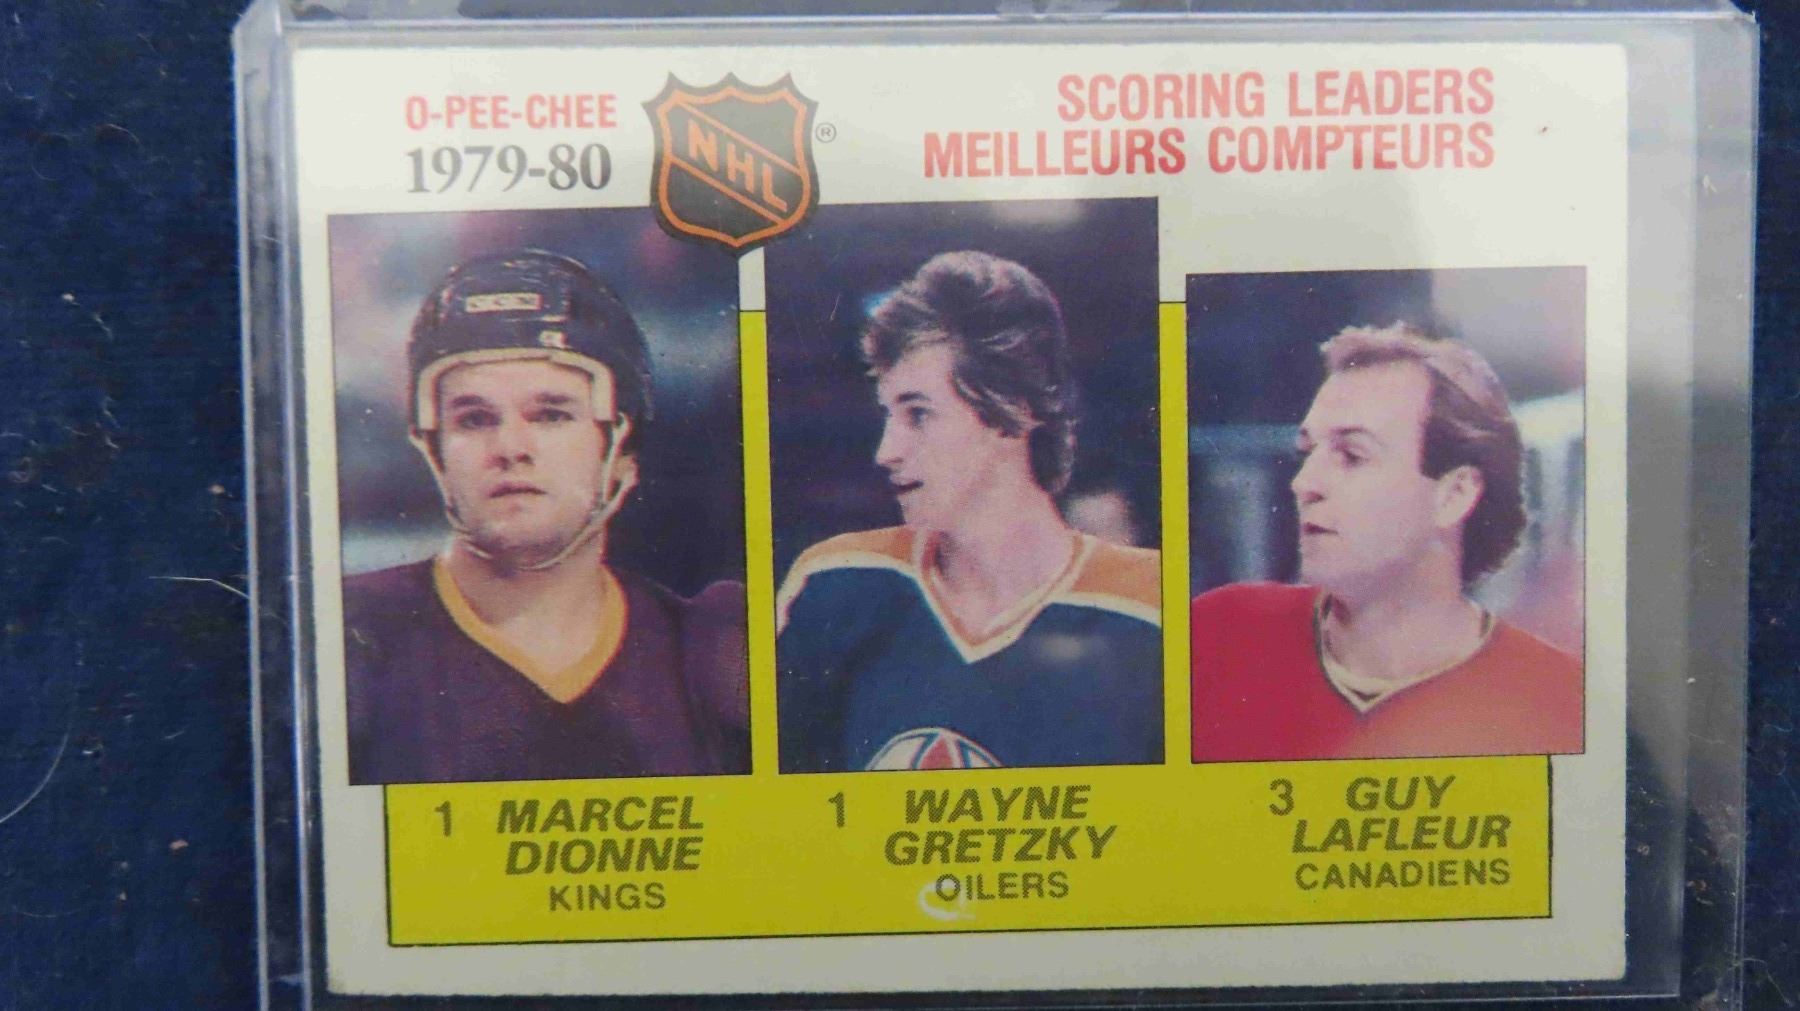 O-PEE-CHEE
1979-80
NHL
®
SCORING LEADERS
MEILLEURS COMPTEURS
1 MARCEL
DIONNE
KINGS
1 WAYNE
GRETZKY
OILERS
3 GUY
LAFLEUR
CANADIENS